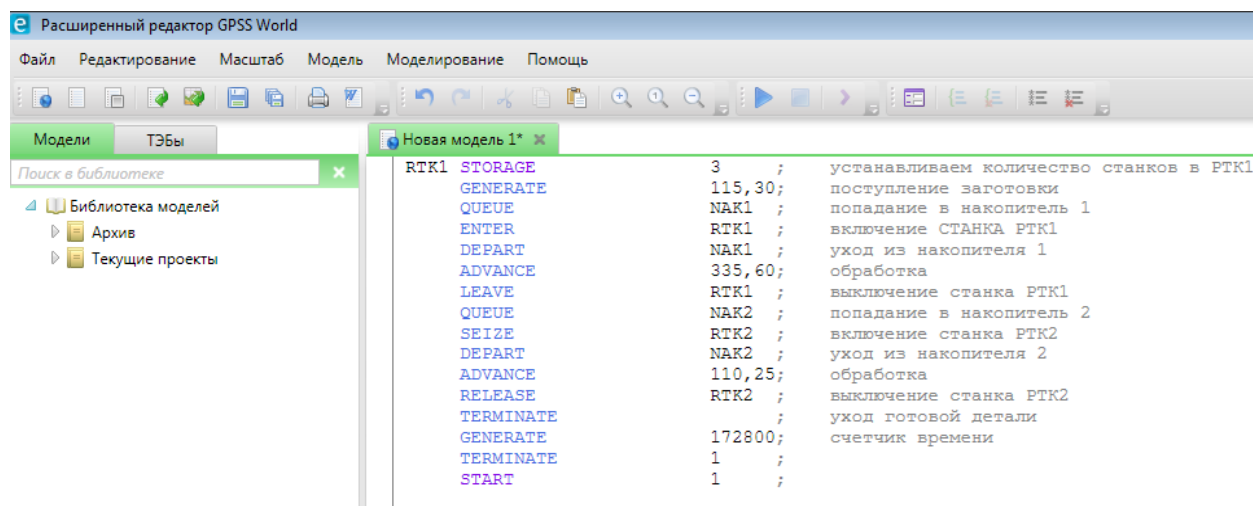 Расширенный редактор GPSS World
Файл Редактирование Масштаб Модель Моделирование Помощь
Модели ТЭБы
Новая модель 1*
Поиск в библиотеке
Библиотека моделей
Архив
Текущие проекты
RTK1 STORAGE 3 ; устанавливаем количество станков в РТК1
GENERATE 115,30; поступление заготовки
QUEUE NAK1 ; попадание в накопитель 1
ENTER RTK1 ; включение СТАНКА РТК1
DEPART NAK1 ; уход из накопителя 1
ADVANCE 335,60; обработка
LEAVE RTK1 ; выключение станка РТК1
QUEUE NAK2 ; попадание в накопитель 2
SEIZE RTK2 ; включение станка РТК2
DEPART NAK2 ; уход из накопителя 2
ADVANCE 110,25; обработка
RELEASE RTK2 ; выключение станка РТК2
TERMINATE ; уход готовой детали
GENERATE 172800; счетчик времени
TERMINATE 1 ;
START 1 ;